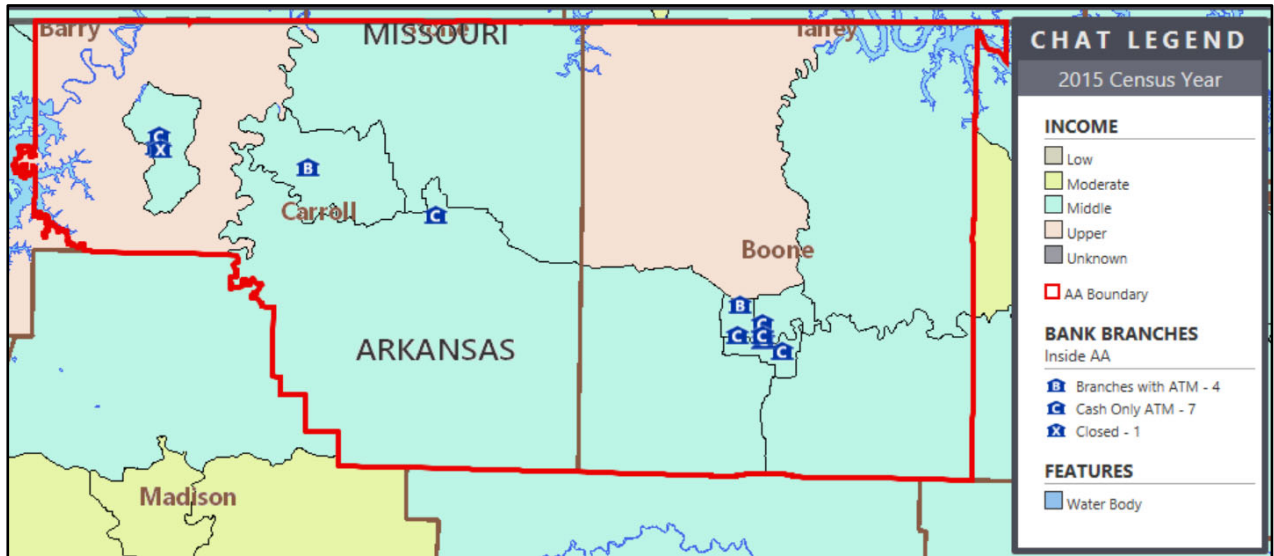 Barry
MISSOURI
Taney
Carroll
Boone
ARKANSAS
Madison
B
C
X
B
C
B
C
C
C
C
CHAT LEGEND
2015 Census Year
INCOME
Low
Moderate
Middle
Upper
Unknown
AA Boundary
BANK BRANCHES
Inside AA
B Branches with ATM - 4
C Cash Only ATM - 7
X Closed - 1
FEATURES
Water Body